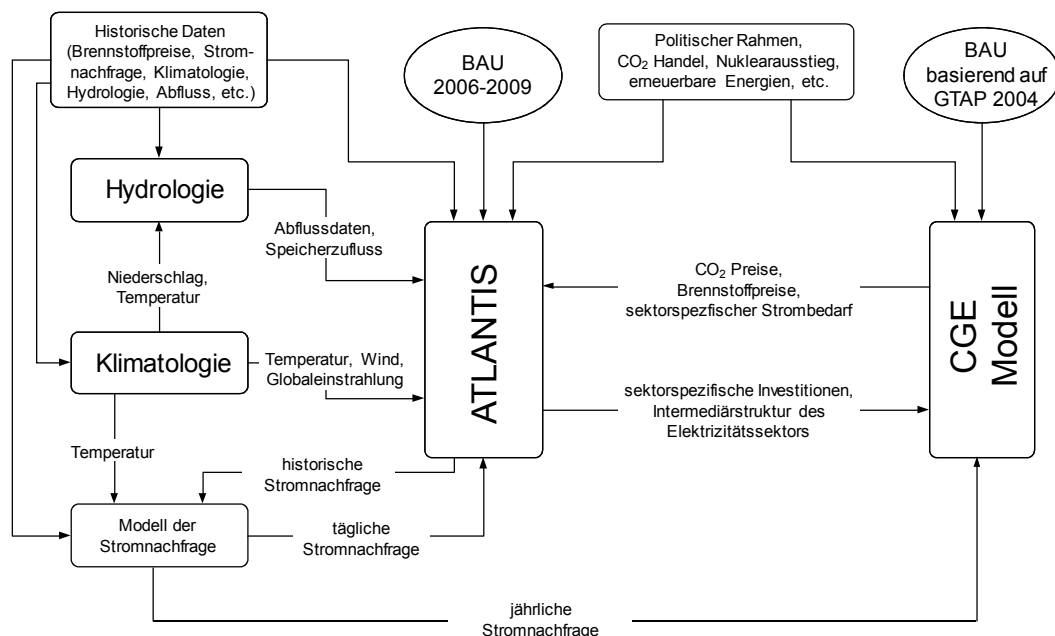 Historische Daten
(Brennstoffpreise, Strom-
nachfrage, Klimatologie,
Hydrologie, Abfluss, etc.)
BAU
2006-2009
Politischer Rahmen,
CO₂ Handel, Nuklearausstieg,
erneuerbare Energien, etc.
BAU
basierend auf
GTAP 2004
Hydrologie
Abflussdaten,
Speicherzufluss
Niederschlag,
Temperatur
Klimatologie
Temperatur, Wind,
Globaleinstrahlung
ATLANTIS
CO₂ Preise,
Brennstoffpreise,
sektorspezfischer Strombedarf
sektorspezifische Investitionen,
Intermediärstruktur des
Elektrizitätssektors
CGE
Modell
Temperatur
historische
Stromnachfrage
Modell der
Stromnachfrage
tägliche
Stromnachfrage
jährliche
Stromnachfrage